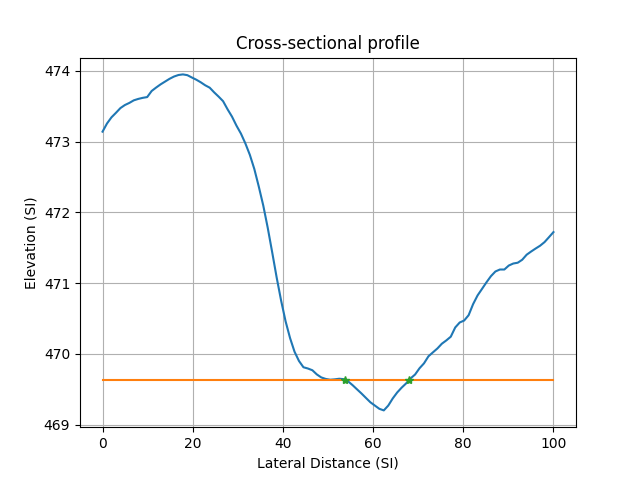 Cross-sectional profile
Elevation (SI)
474
473
472
471
470
469
0 20 40 60 80 100
Lateral Distance (SI)